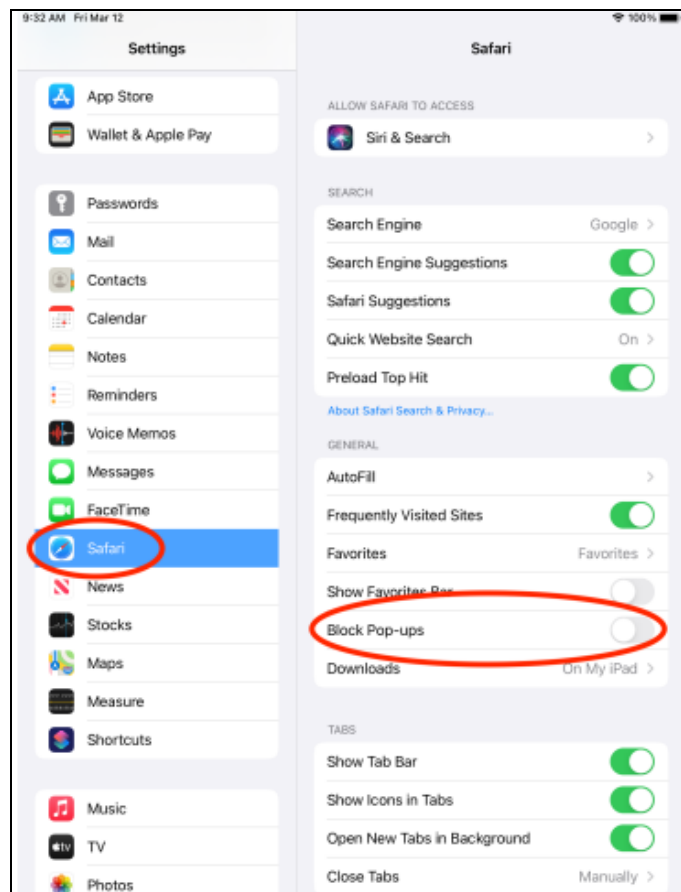 9:32 AM Fri Mar 12
100%
Settings
App Store
Wallet & Apple Pay
Passwords
Mail
Contacts
Calendar
Notes
Reminders
Voice Memos
Messages
FaceTime
Safari
News
Stocks
Maps
Measure
Shortcuts
Music
tv
TV
Photos
Safari
ALLOW SAFARI TO ACCESS
Siri & Search
SEARCH
Search Engine Google
Search Engine Suggestions
Safari Suggestions
Quick Website Search On
Preload Top Hit
About Safari Search & Privacy...
GENERAL
AutoFill
Frequently Visited Sites
Favorites Favorites
Show Favorites Bar
Block Pop-ups
Downloads On My iPad
TABS
Show Tab Bar
Show Icons in Tabs
Open New Tabs in Background
Close Tabs Manually